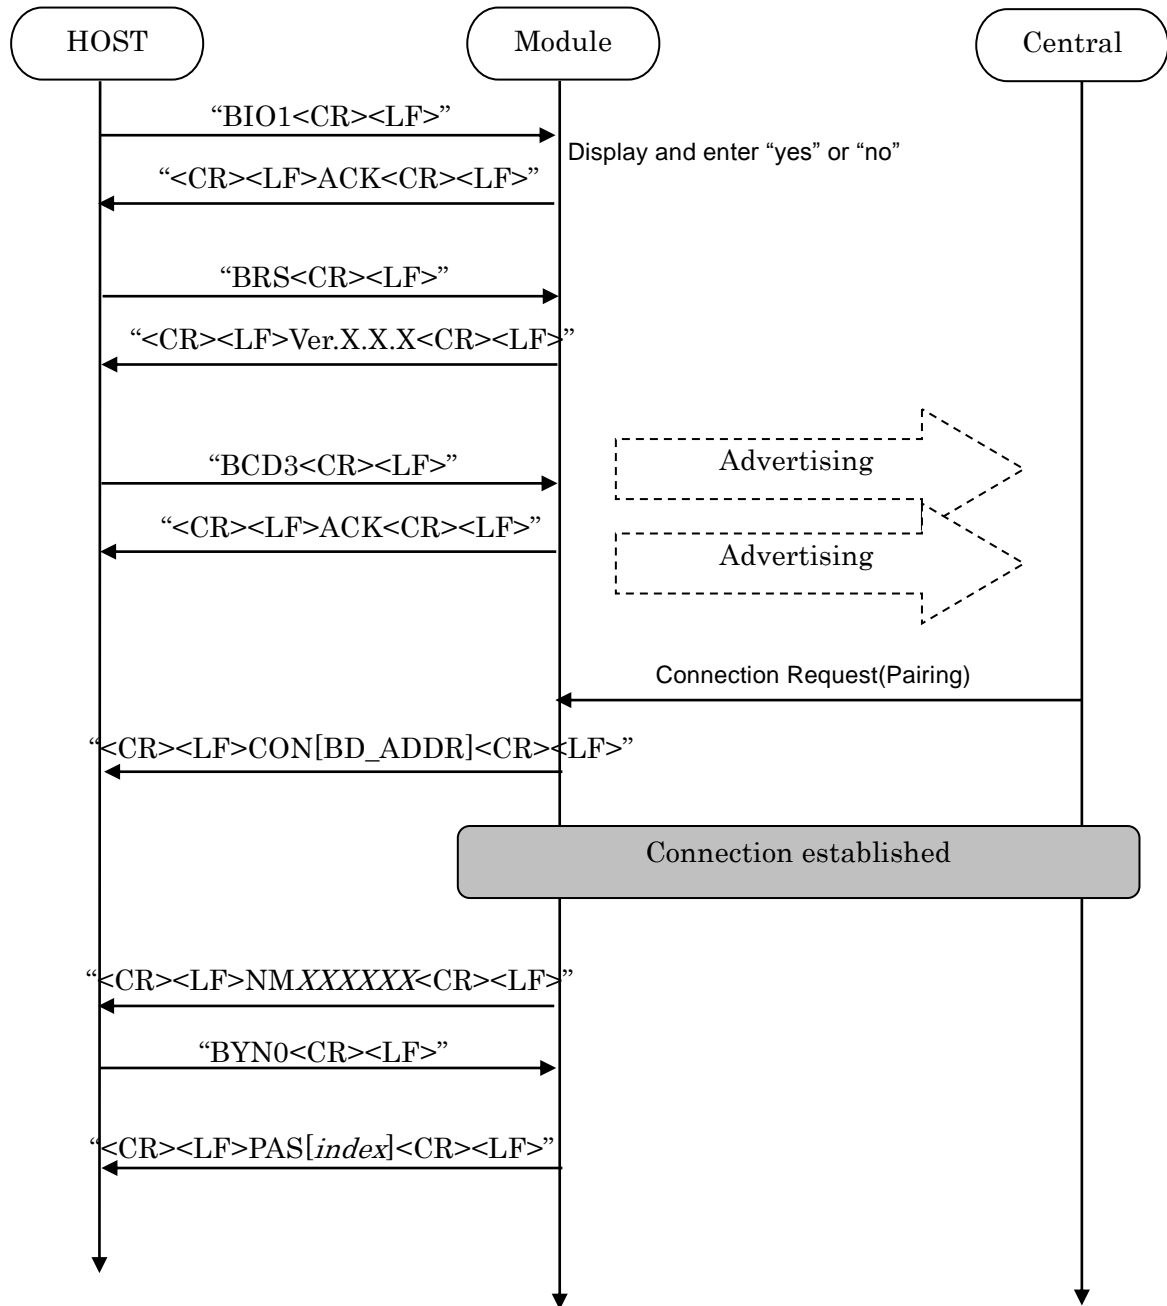 HOST
Module
Central
“BIO1<CR><LF>”
Display and enter “yes” or “no”
“<CR><LF>ACK<CR><LF>”
“BRS<CR><LF>”
“<CR><LF>Ver.X.X.X<CR><LF>”
Advertising
“BCD3<CR><LF>”
“<CR><LF>ACK<CR><LF>”
Advertising
Connection Request(Pairing)
“<CR><LF>CON[BD_ADDR]<CR><LF>”
Connection established
“<CR><LF>NMXXXXXX<CR><LF>”
“BYN0<CR><LF>”
“<CR><LF>PAS[index]<CR><LF>”